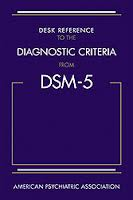 DESK REFERENCE
TO THE
DIAGNOSTIC CRITERIA
FROM
DSM-5
AMERICAN PSYCHIATRIC ASSOCIATION